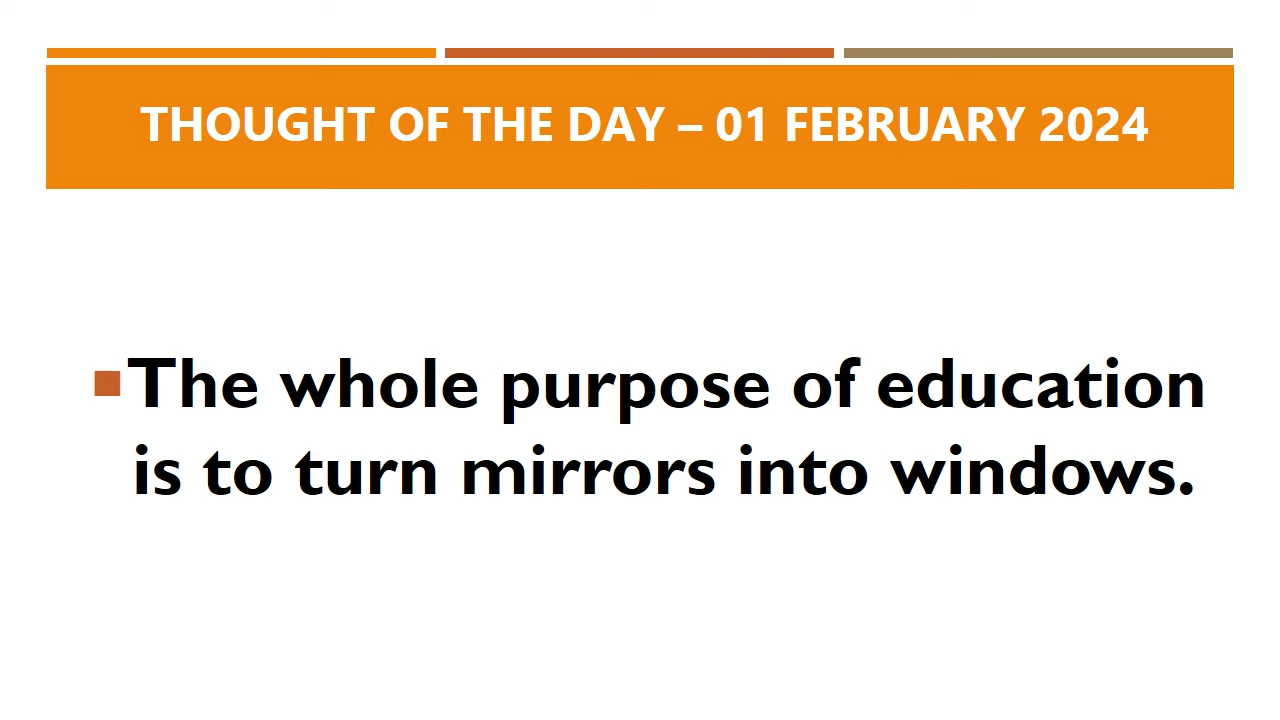 THOUGHT OF THE DAY – 01 FEBRUARY 2024
The whole purpose of education
is to turn mirrors into windows.